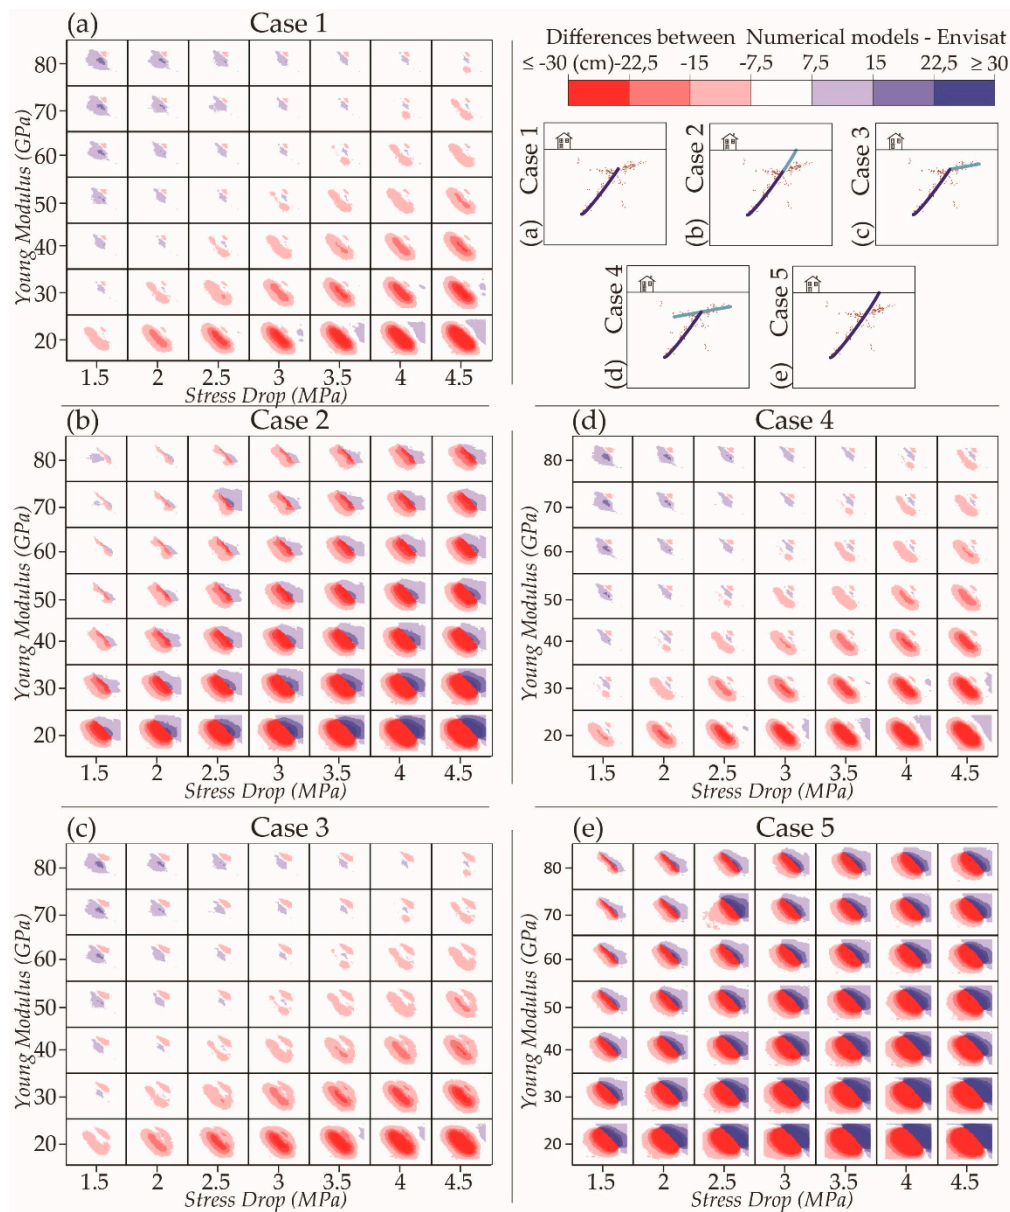 (a) Case 1
Young Modulus (GPa)
80
70
60
50
40
30
20
1.5 2 2.5 3 3.5 4 4.5
Stress Drop (MPa)
Differences between Numerical models - Envisat
≤ -30 (cm) -22,5 -15 -7,5 7,5 15 22,5 ≥ 30
(a) Case 1
(b) Case 2
(c) Case 3
(d) Case 4
(e) Case 5
(b) Case 2
Young Modulus (GPa)
80
70
60
50
40
30
20
1.5 2 2.5 3 3.5 4 4.5
Stress Drop (MPa)
(d) Case 4
Young Modulus (GPa)
80
70
60
50
40
30
20
1.5 2 2.5 3 3.5 4 4.5
Stress Drop (MPa)
(c) Case 3
Young Modulus (GPa)
80
70
60
50
40
30
20
1.5 2 2.5 3 3.5 4 4.5
Stress Drop (MPa)
(e) Case 5
Young Modulus (GPa)
80
70
60
50
40
30
20
1.5 2 2.5 3 3.5 4 4.5
Stress Drop (MPa)